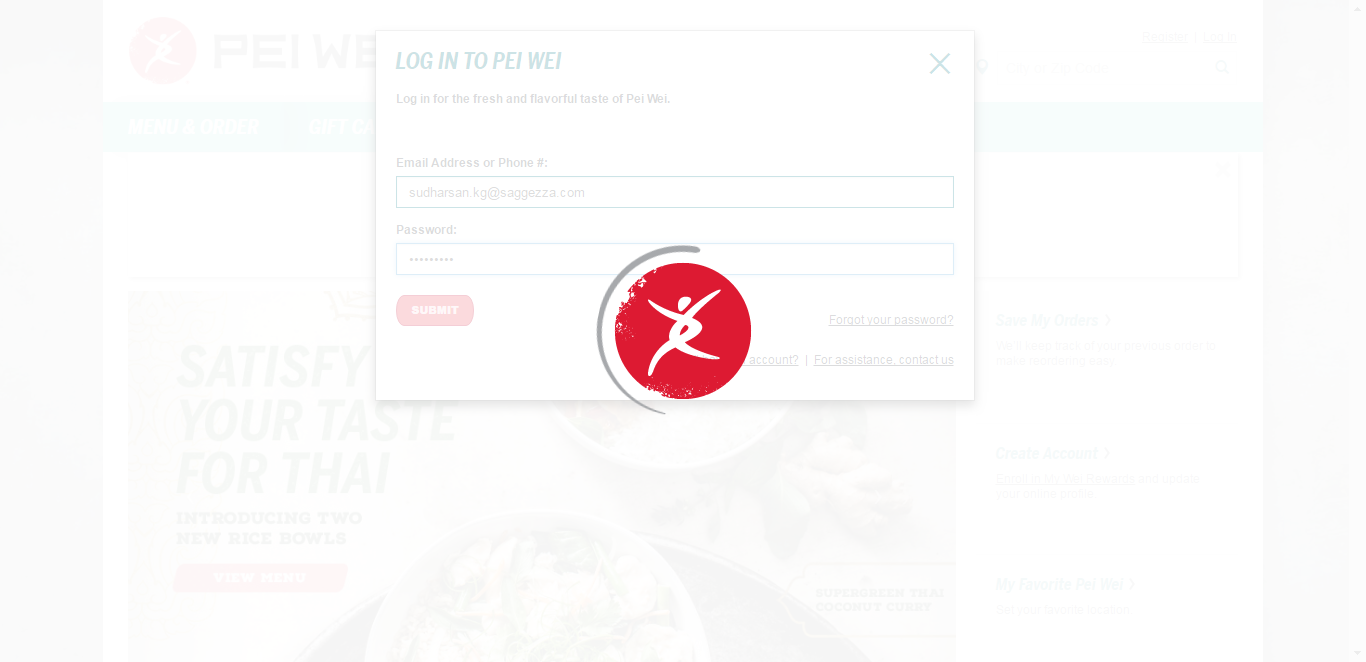 PEI WE
Register | Log In
LOG IN TO PEI WEI
Log in for the fresh and flavorful taste of Pei Wei.
MENU & ORDER
GIFT CA
Email Address or Phone #:
sudharsan.kg@saggezza.com
Password:
•••••••••
SUBMIT
Forgot your password?
account? | For assistance, contact us
SATISFY
YOUR TASTE
FOR THAI
INTRODUCING TWO
NEW RICE BOWLS
VIEW MENU
SUPERGREEN THAI
COCONUT CURRY
Save My Orders >
We'll keep track of your previous order to
make reordering easy.
Create Account >
Enroll in My Wei Rewards and update
your online profile.
My Favorite Pei Wei >
Set your favorite location